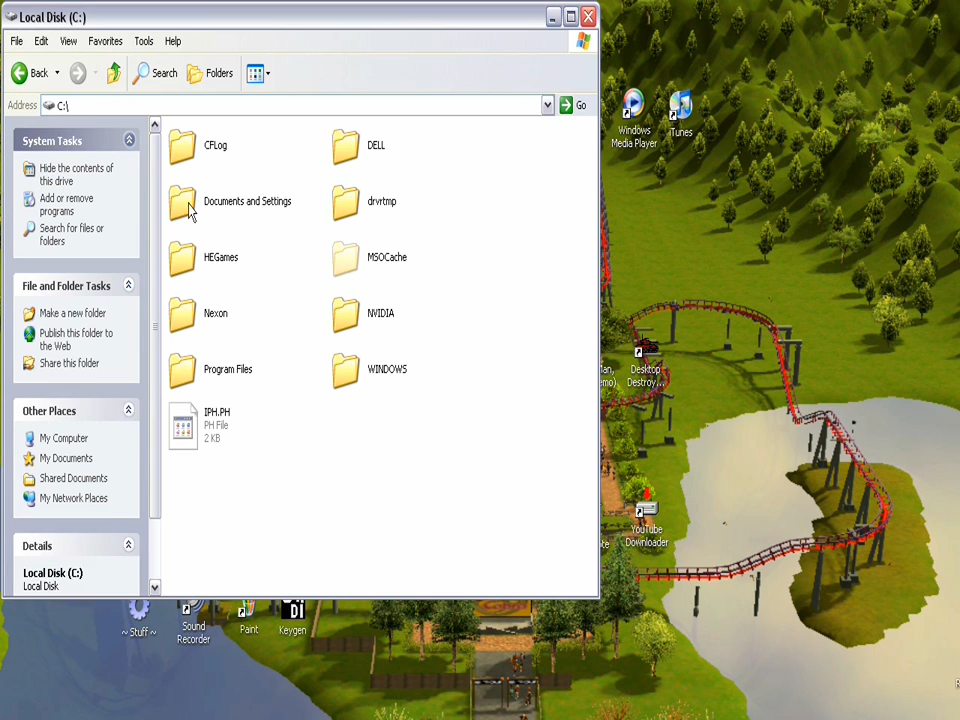 Local Disk (C:)
File Edit View Favorites Tools Help
Back Search Folders
Address C:\ Go
System Tasks
Hide the contents of
this drive
Add or remove
programs
Search for files or
folders
File and Folder Tasks
Make a new folder
Publish this folder to
the Web
Share this folder
Other Places
My Computer
My Documents
Shared Documents
My Network Places
Details
Local Disk (C:)
Local Disk
CFLog
DELL
Documents and Settings
drvrtmp
HEGames
MSOCache
Nexon
NVIDIA
Program Files
WINDOWS
IPH.PH
PH File
2 KB
Windows
Media Player
iTunes
Desktop
Destroy...
YouTube
Downloader
~ Stuff ~
Sound
Recorder
Paint
Keygen